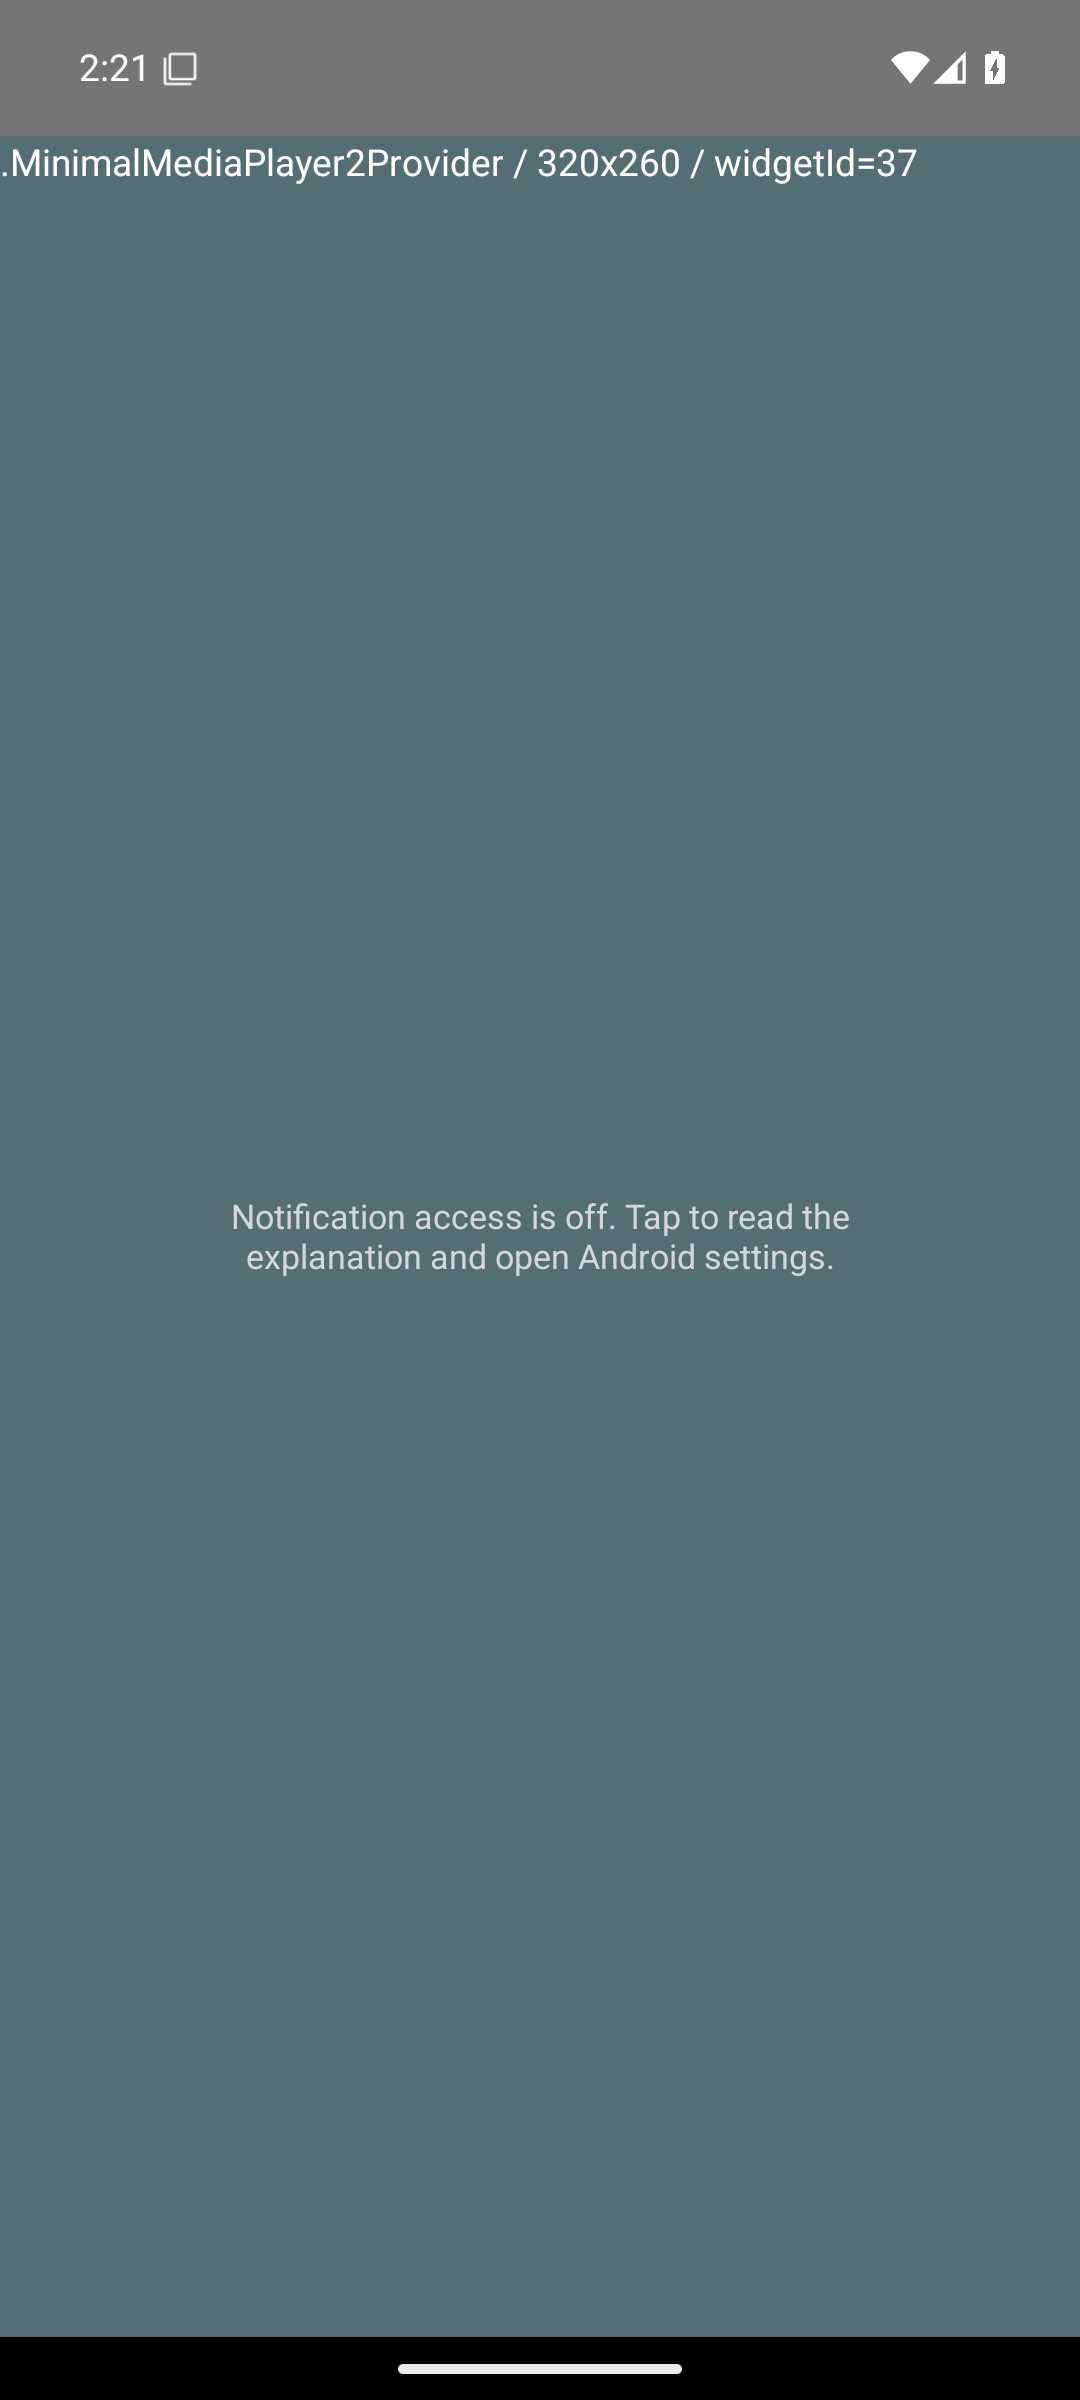 2:21
.MinimalMediaPlayer2Provider / 320x260 / widgetId=37
Notification access is off. Tap to read the
explanation and open Android settings.